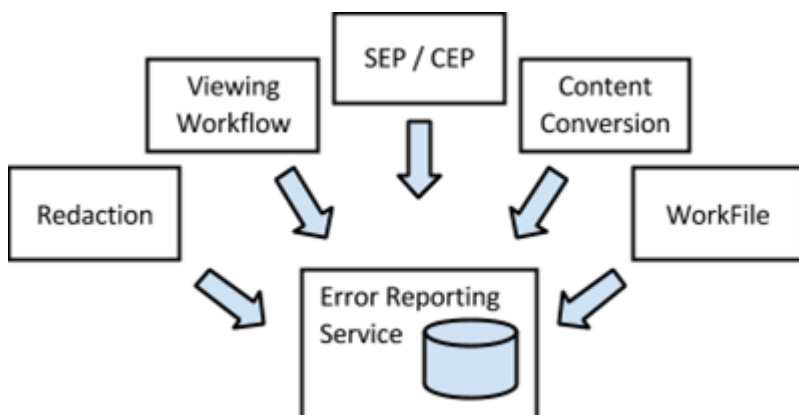 SEP / CEP
Viewing
Workflow
Content
Conversion
Redaction
WorkFile
Error Reporting
Service